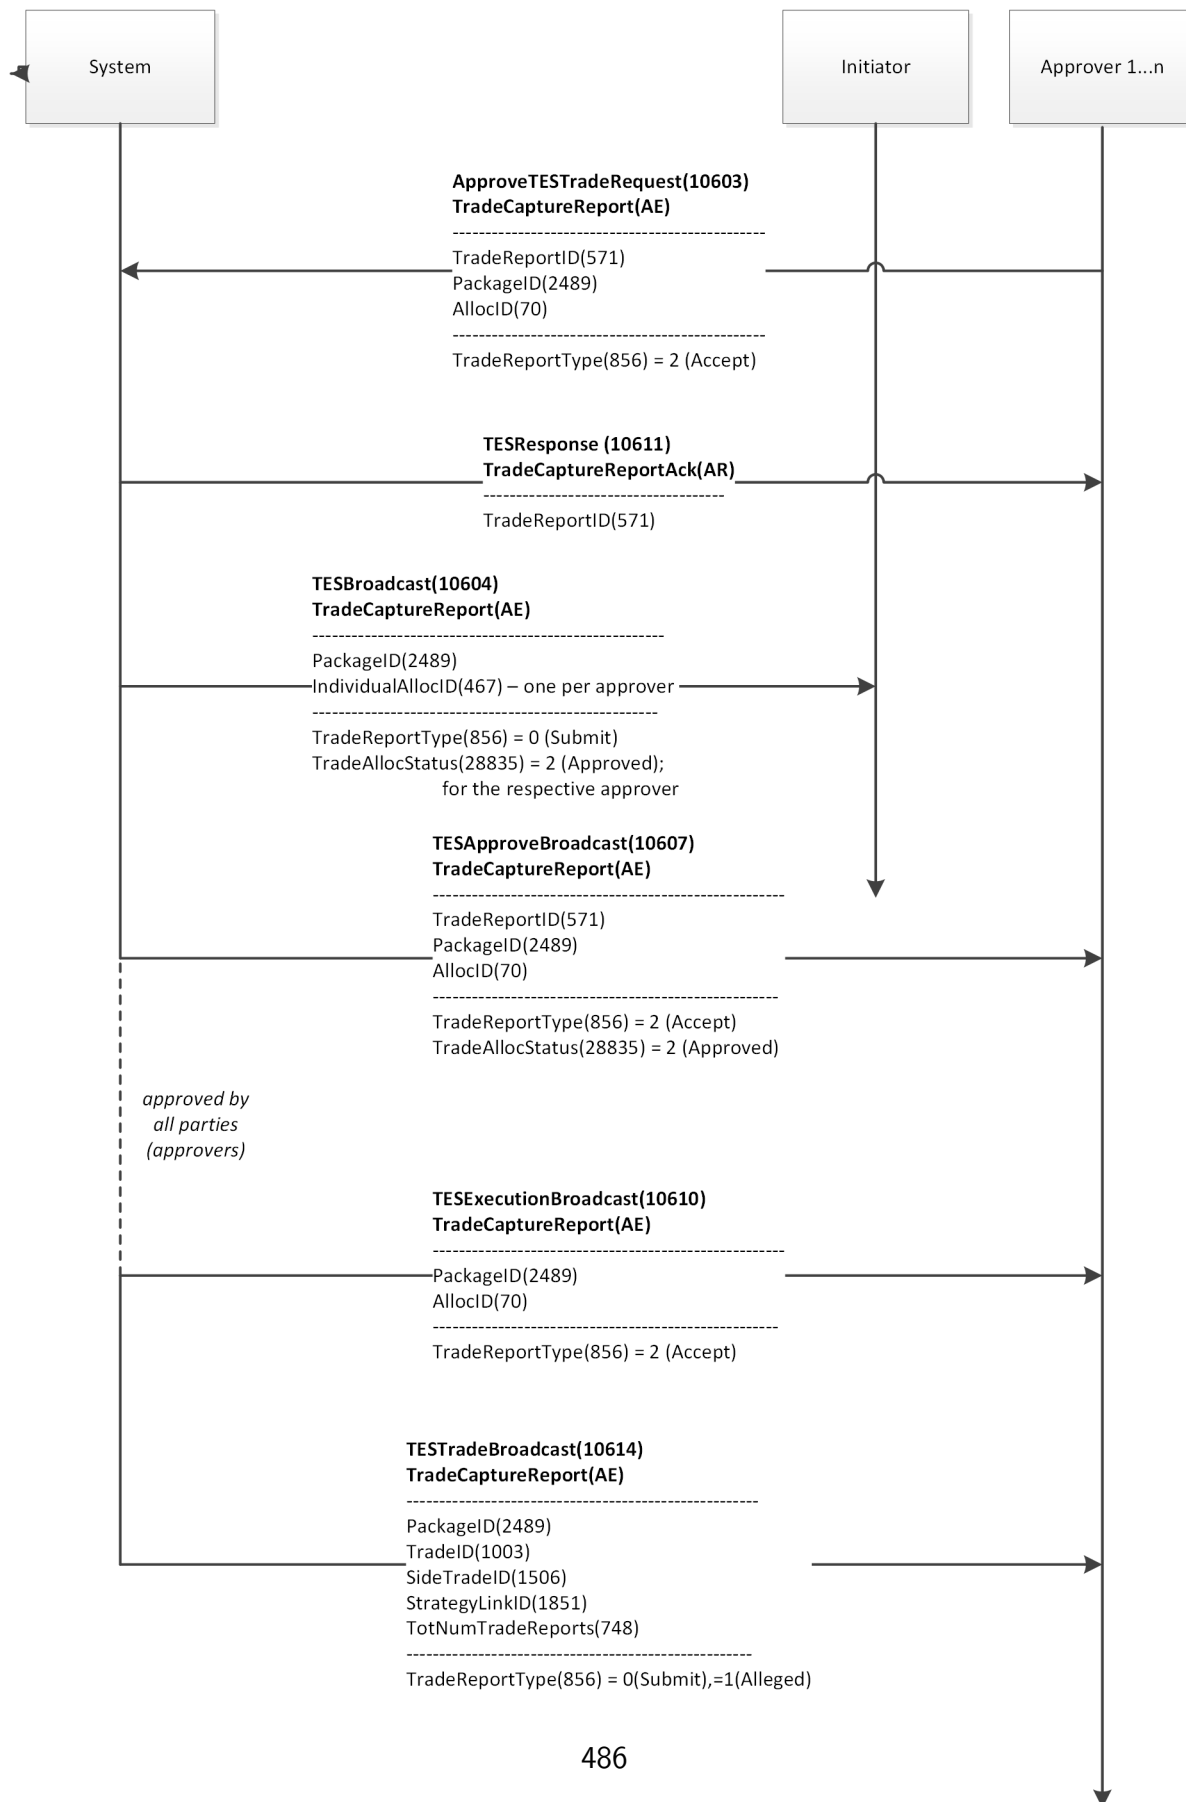 System
Initiator
Approver 1...n
ApproveTESTradeRequest(10603)
TradeCaptureReport(AE)
------------------------------------------------
TradeReportID(571)
PackageID(2489)
AllocID(70)
------------------------------------------------
TradeReportType(856) = 2 (Accept)
TESResponse (10611)
TradeCaptureReportAck(AR)
-------------------------------------
TradeReportID(571)
TESBroadcast(10604)
TradeCaptureReport(AE)
------------------------------------------------------
PackageID(2489)
IndividualAllocID(467) – one per approver
-----------------------------------------------------
TradeReportType(856) = 0 (Submit)
TradeAllocStatus(28835) = 2 (Approved);
for the respective approver
TESApproveBroadcast(10607)
TradeCaptureReport(AE)
------------------------------------------------------
TradeReportID(571)
PackageID(2489)
AllocID(70)
-----------------------------------------------------
TradeReportType(856) = 2 (Accept)
TradeAllocStatus(28835) = 2 (Approved)
approved by
all parties
(approvers)
TESExecutionBroadcast(10610)
TradeCaptureReport(AE)
------------------------------------------------------
PackageID(2489)
AllocID(70)
-----------------------------------------------------
TradeReportType(856) = 2 (Accept)
TESTradeBroadcast(10614)
TradeCaptureReport(AE)
------------------------------------------------------
PackageID(2489)
TradeID(1003)
SideTradeID(1506)
StrategyLinkID(1851)
TotNumTradeReports(748)
-----------------------------------------------------
TradeReportType(856) = 0(Submit),=1(Alleged)
486